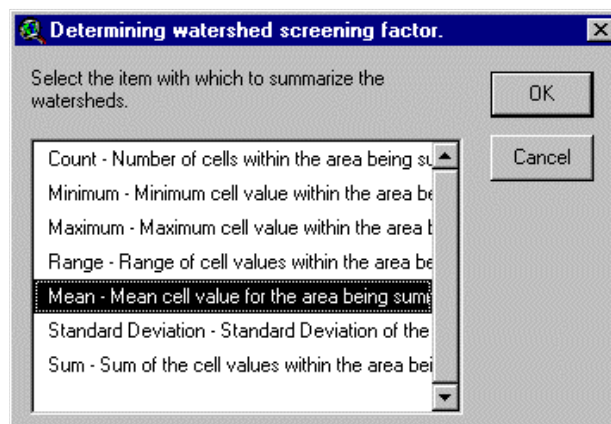 Determining watershed screening factor.
Select the item with which to summarize the
watersheds.
OK
Cancel
Count - Number of cells within the area being su
Minimum - Minimum cell value within the area be
Maximum - Maximum cell value within the area b
Range - Range of cell values within the area be
Mean - Mean cell value for the area being sum
Standard Deviation - Standard Deviation of the
Sum - Sum of the cell values within the area bei